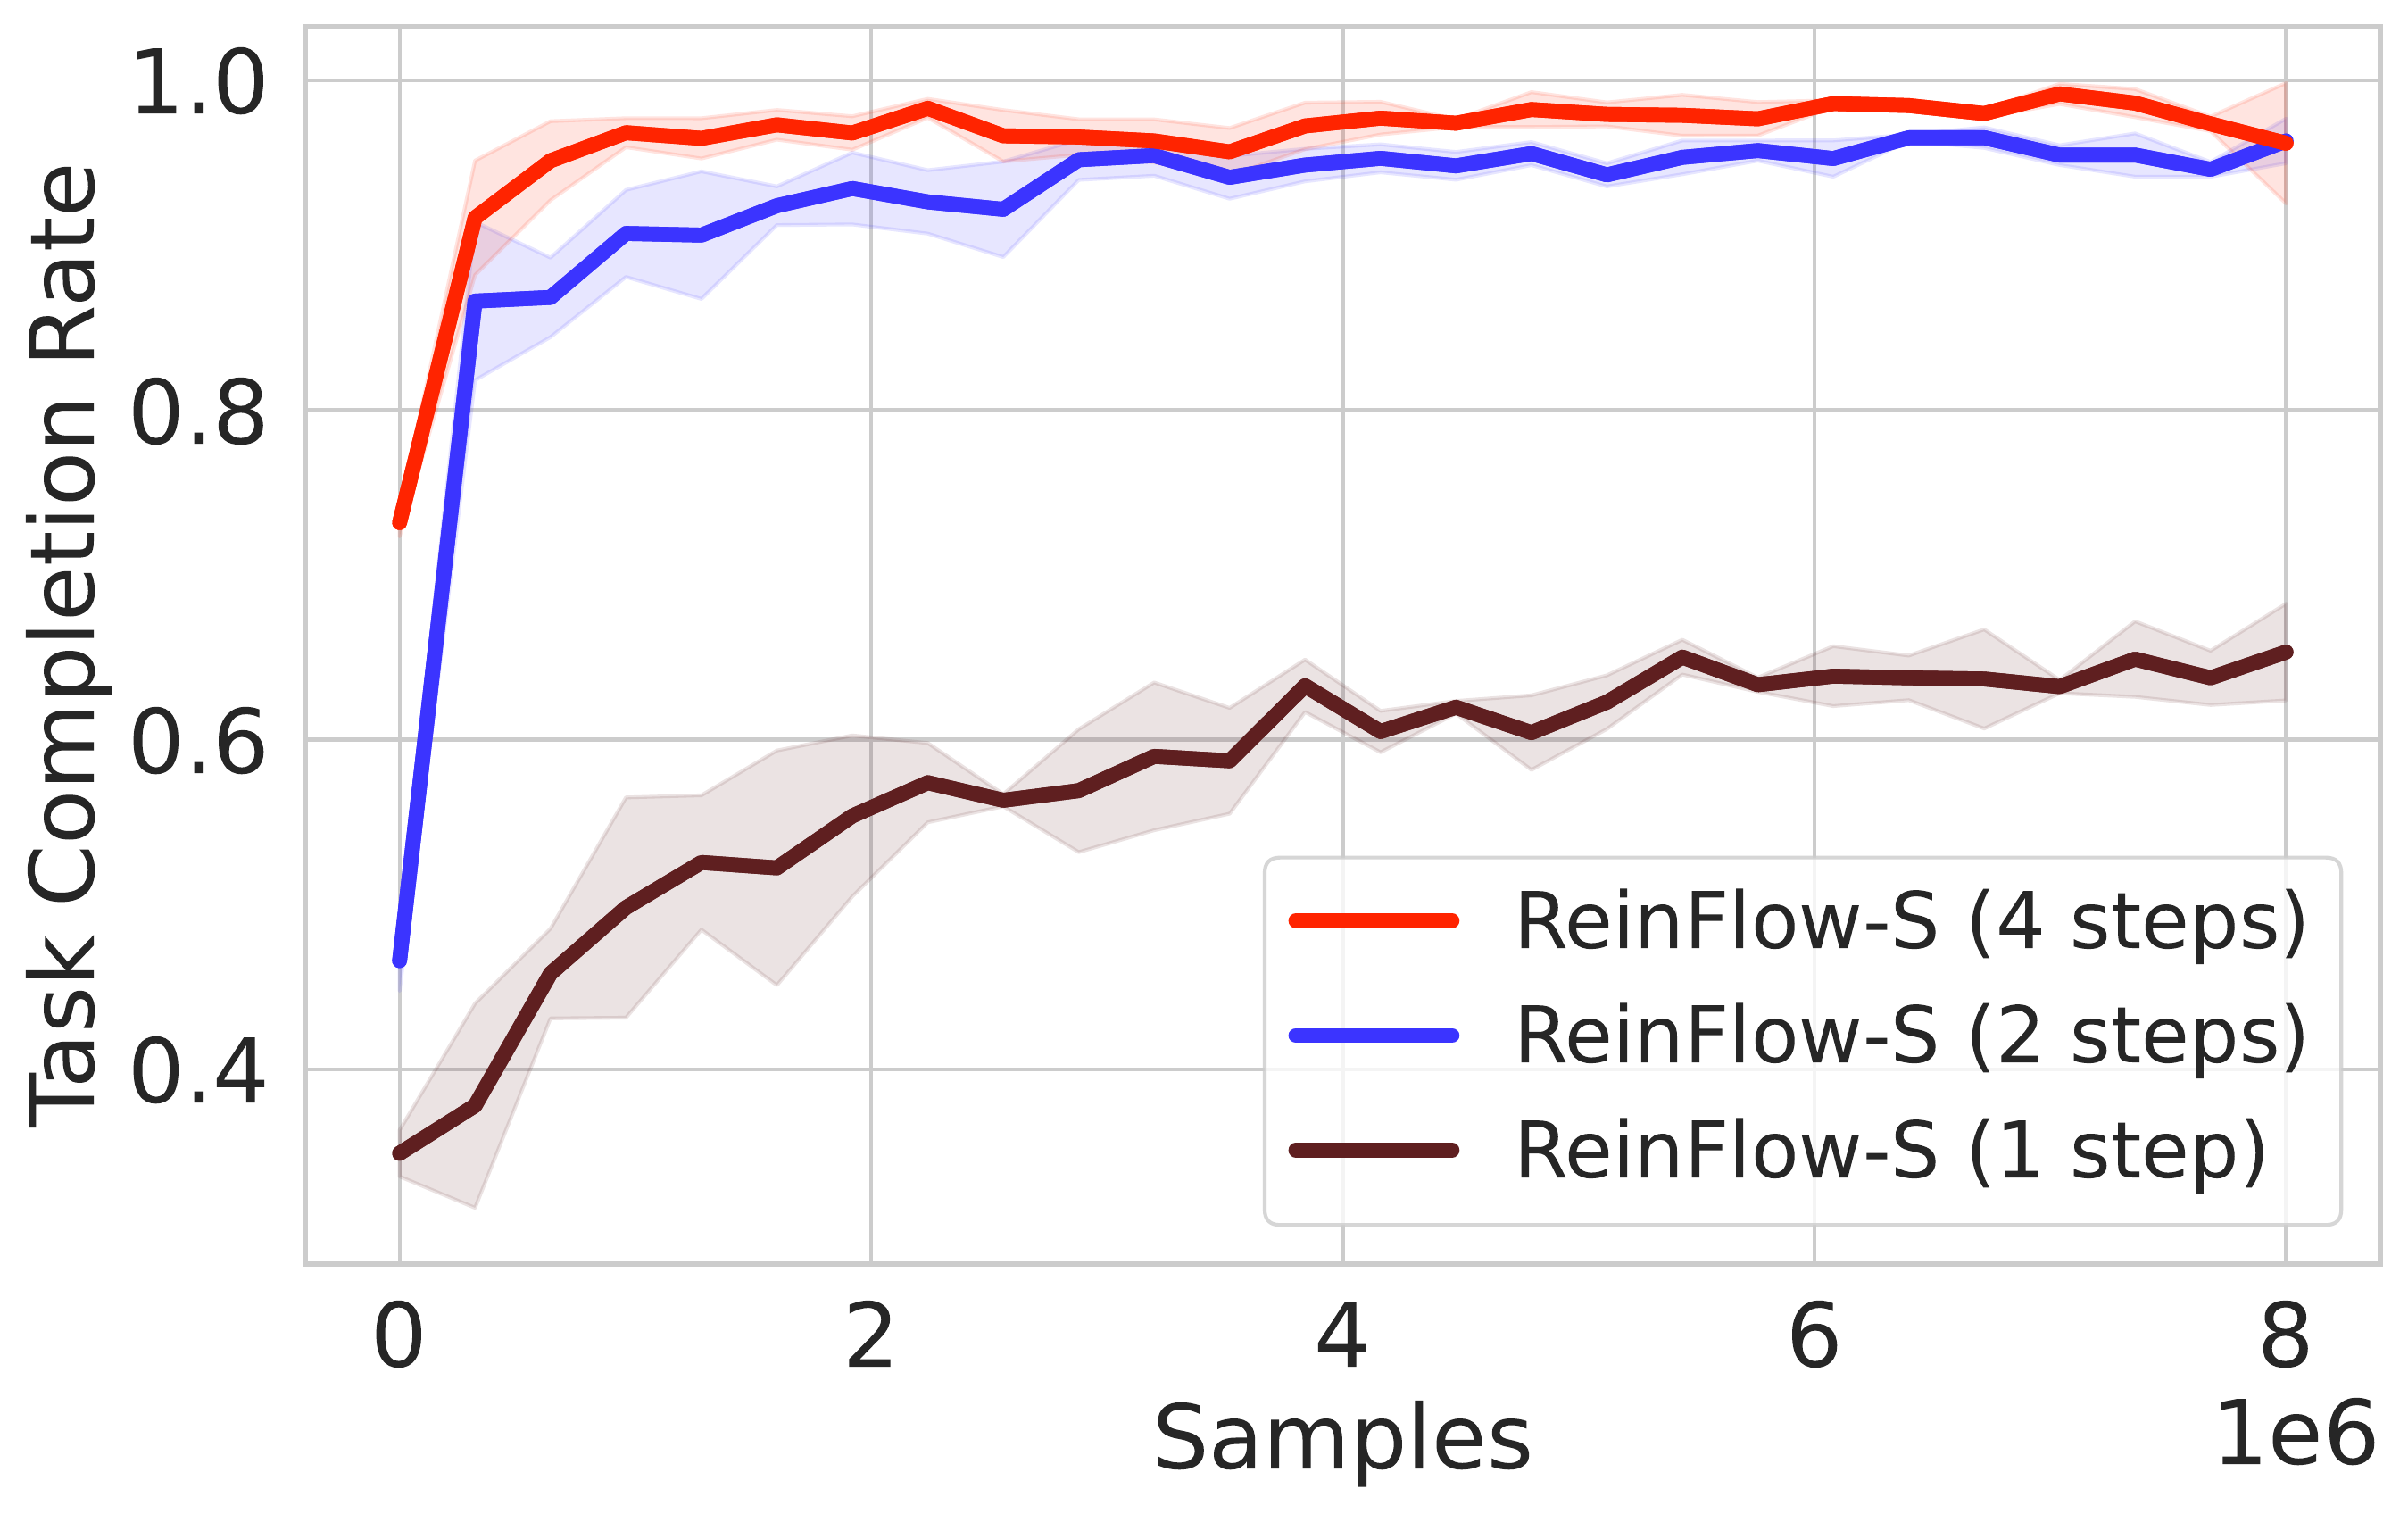 Task Completion Rate
1.0
0.8
0.6
0.4
ReinFlow-S (4 steps)
ReinFlow-S (2 steps)
ReinFlow-S (1 step)
0 2 4 6 8
Samples
1e6